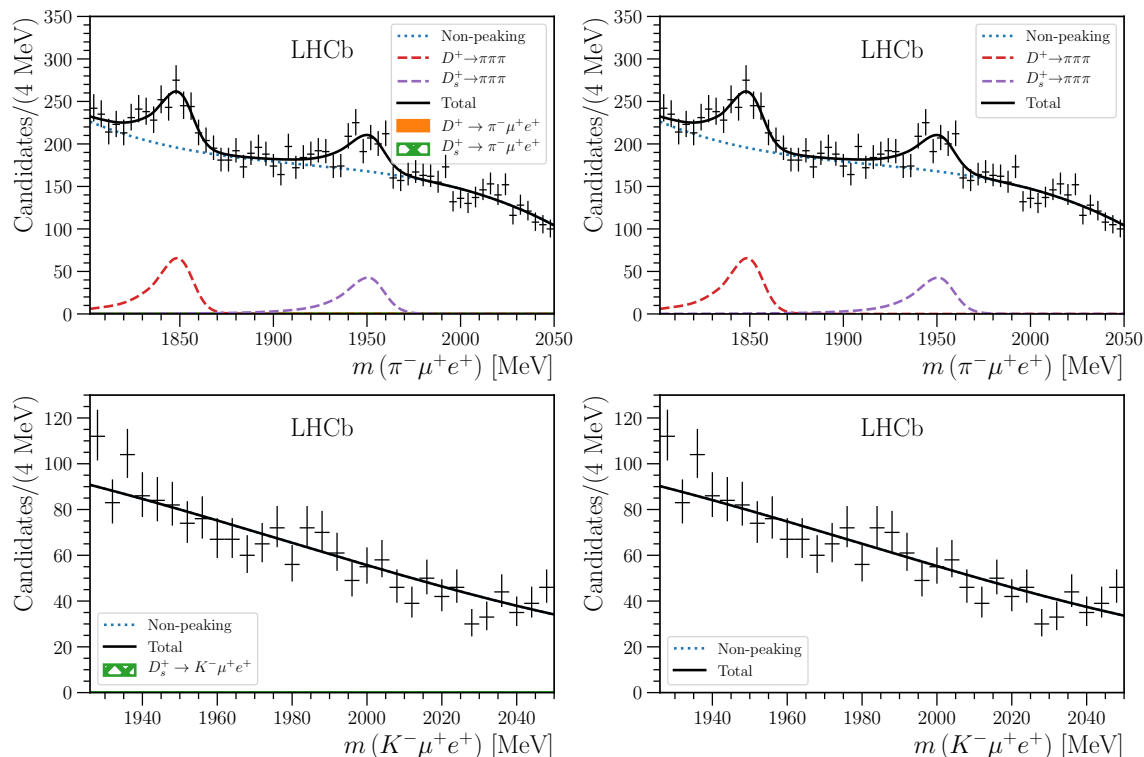 LHCb
Non-peaking
D⁺→πππ
Dₛ⁺→πππ
Total
D⁺ → π⁻μ⁺e⁺
Dₛ⁺ → π⁻μ⁺e⁺
Candidates/(4 MeV)
350
300
250
200
150
100
50
0
1850 1900 1950 2000 2050
m (π⁻μ⁺e⁺) [MeV]
LHCb
Non-peaking
D⁺→πππ
Dₛ⁺→πππ
Total
Candidates/(4 MeV)
350
300
250
200
150
100
50
0
1850 1900 1950 2000 2050
m (π⁻μ⁺e⁺) [MeV]
LHCb
Candidates/(4 MeV)
120
100
80
60
40
20
0
Non-peaking
Total
Dₛ⁺ → K⁻μ⁺e⁺
1940 1960 1980 2000 2020 2040
m (K⁻μ⁺e⁺) [MeV]
LHCb
Candidates/(4 MeV)
120
100
80
60
40
20
0
Non-peaking
Total
1940 1960 1980 2000 2020 2040
m (K⁻μ⁺e⁺) [MeV]